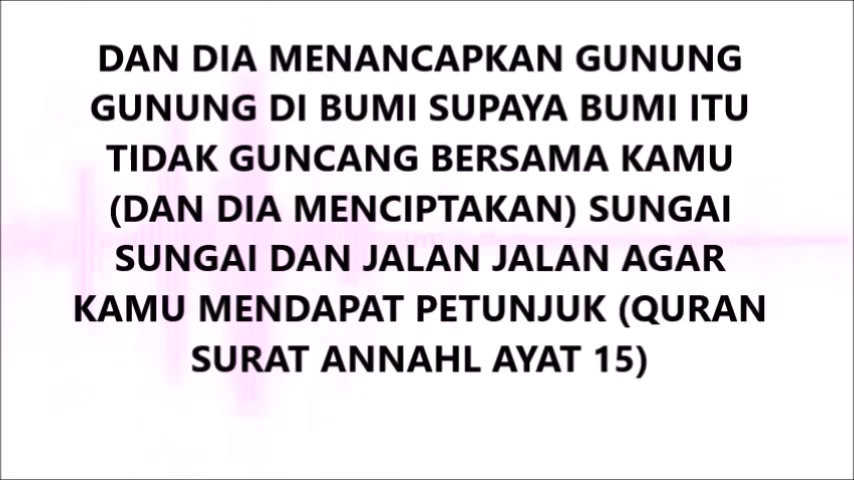 DAN DIA MENANCAPKAN GUNUNG
GUNUNG DI BUMI SUPAYA BUMI ITU
TIDAK GUNCANG BERSAMA KAMU
(DAN DIA MENCIPTAKAN) SUNGAI
SUNGAI DAN JALAN JALAN AGAR
KAMU MENDAPAT PETUNJUK (QURAN
SURAT ANNAHL AYAT 15)